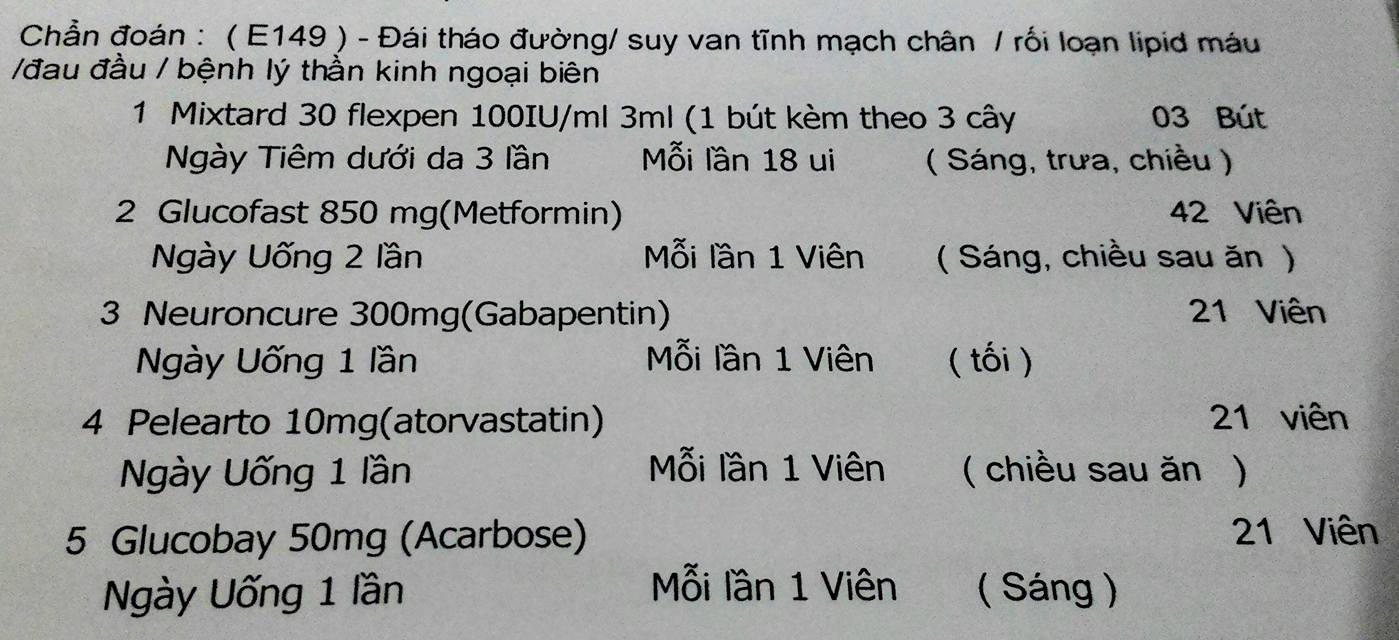 Chẩn đoán : ( E149 ) - Đái tháo đường/ suy van tĩnh mạch chân / rối loạn lipid máu
/đau đầu / bệnh lý thần kinh ngoại biên
1 Mixtard 30 flexpen 100IU/ml 3ml (1 bút kèm theo 3 cây 03 Bút
Ngày Tiêm dưới da 3 lần Mỗi lần 18 ui ( Sáng, trưa, chiều )
2 Glucofast 850 mg(Metformin) 42 Viên
Ngày Uống 2 lần Mỗi lần 1 Viên ( Sáng, chiều sau ăn )
3 Neuroncure 300mg(Gabapentin) 21 Viên
Ngày Uống 1 lần Mỗi lần 1 Viên ( tối )
4 Pelearto 10mg(atorvastatin) 21 viên
Ngày Uống 1 lần Mỗi lần 1 Viên ( chiều sau ăn )
5 Glucobay 50mg (Acarbose) 21 Viên
Ngày Uống 1 lần Mỗi lần 1 Viên ( Sáng )